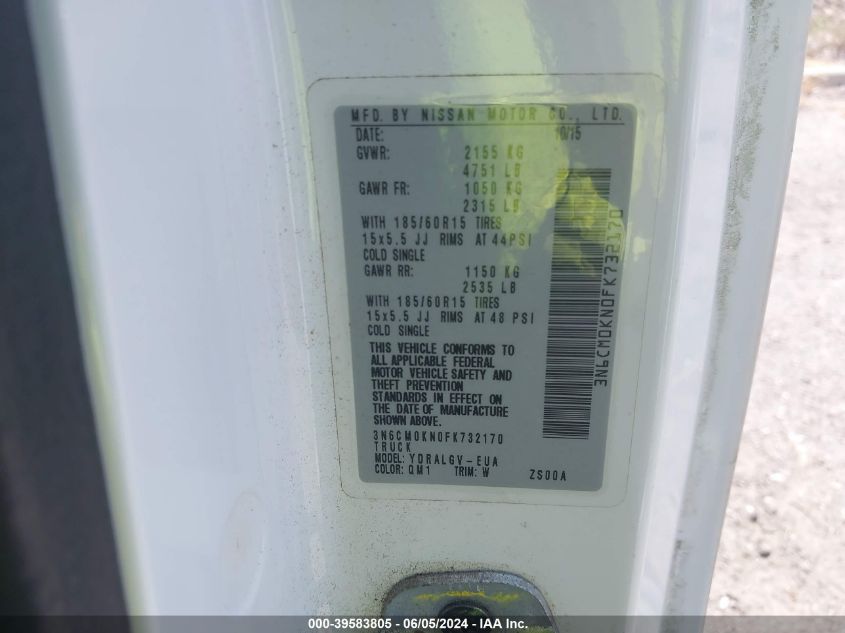 MFD. BY NISSAN MOTOR CO., LTD.
DATE: 10/15
GVWR: 2155 KG
4751 LB
GAWR FR: 1050 KG
2315 LB
WITH 185/60R15 TIRES
15x5.5 JJ RIMS AT 44PSI
COLD SINGLE
GAWR RR: 1150 KG
2535 LB
WITH 185/60R15 TIRES
15x5.5 JJ RIMS AT 48 PSI
COLD SINGLE
THIS VEHICLE CONFORMS TO
ALL APPLICABLE FEDERAL
MOTOR VEHICLE SAFETY AND
THEFT PREVENTION
STANDARDS IN EFFECT ON
THE DATE OF MANUFACTURE
SHOWN ABOVE.
3N6CM0KN0FK732170
TRUCK
MODEL: YDRALGV-EUA
COLOR: QM1 TRIM: W ZS00A
3N6CM0KN0FK732170
000-39583805 - 06/05/2024 - IAA Inc.